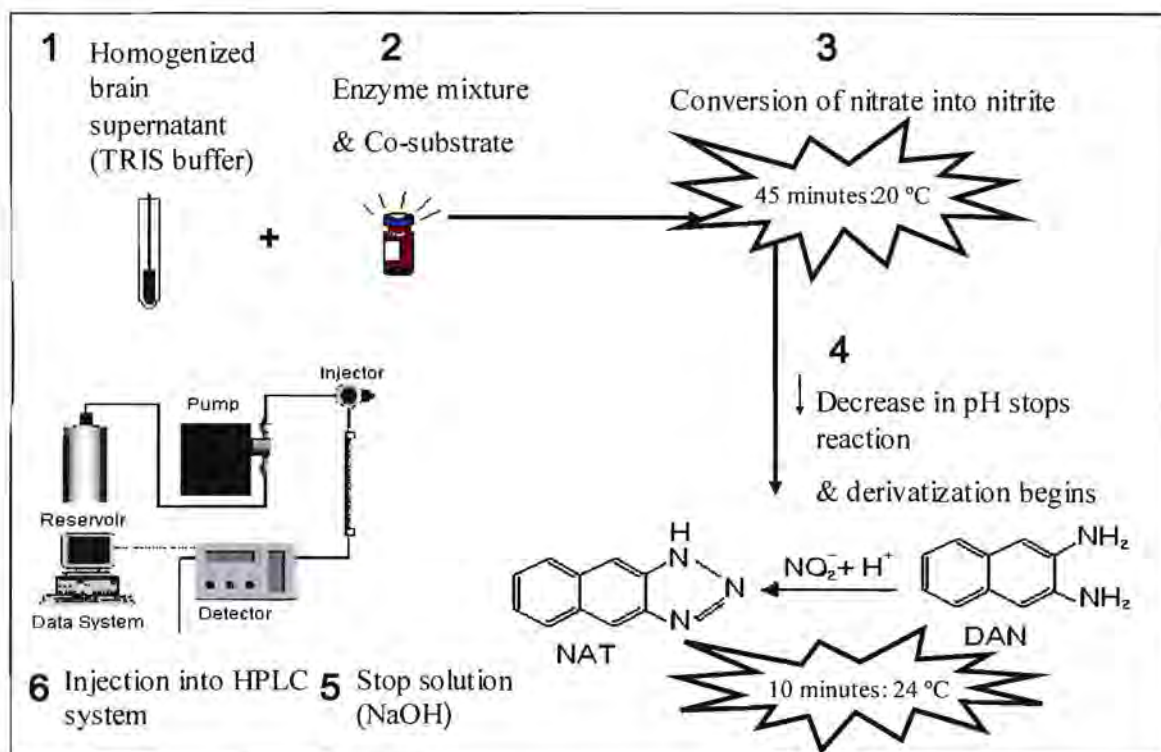 1 Homogenized
brain
supernatant
(TRIS buffer)
+
2
Enzyme mixture
& Co-substrate
3
Conversion of nitrate into nitrite
45 minutes:20 ºC
4
↓ Decrease in pH stops
reaction
& derivatization begins
Injector
Pump
Reservoir
Data System
Detector
H
N
N
N
NAT
NO₂⁻ + H⁺
NH₂
NH₂
DAN
10 minutes: 24 ºC
5 Stop solution
(NaOH)
6 Injection into HPLC
system